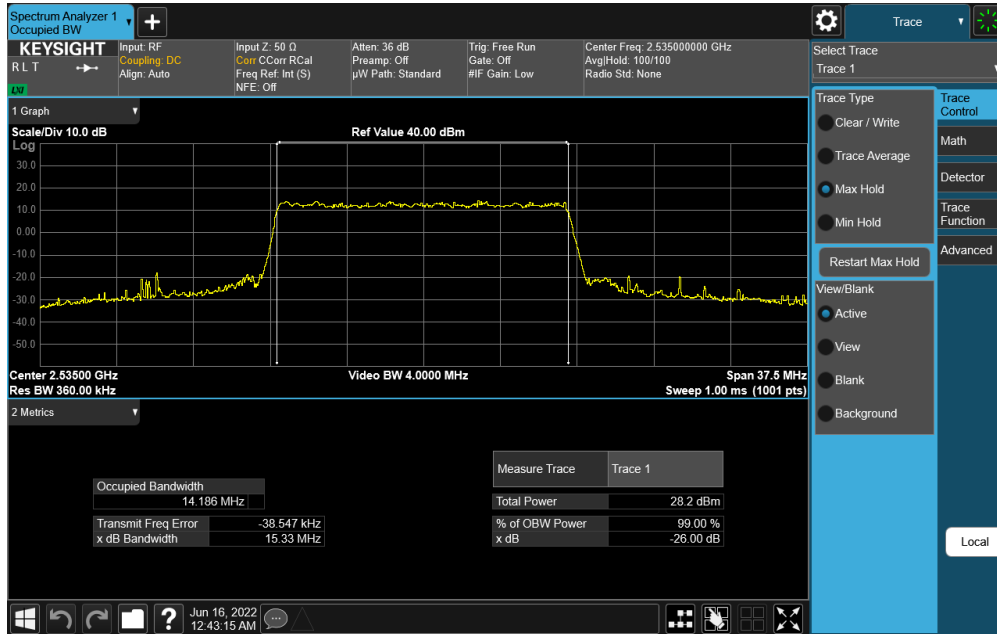 Spectrum Analyzer 1
Occupied BW
Trace
KEYSIGHT
R L T
LXI
Input: RF
Coupling: DC
Align: Auto
Input Z: 50 Ω
Corr CCorr RCal
Freq Ref: Int (S)
NFE: Off
Atten: 36 dB
Preamp: Off
µW Path: Standard
Trig: Free Run
Gate: Off
#IF Gain: Low
Center Freq: 2.535000000 GHz
Avg|Hold: 100/100
Radio Std: None
Select Trace
Trace 1
1 Graph
Scale/Div 10.0 dB
Ref Value 40.00 dBm
Log
30.0
20.0
10.0
0.00
-10.0
-20.0
-30.0
-40.0
-50.0
Center 2.53500 GHz
Video BW 4.0000 MHz
Span 37.5 MHz
Res BW 360.00 kHz
Sweep 1.00 ms (1001 pts)
2 Metrics
Occupied Bandwidth
14.186 MHz
Transmit Freq Error -38.547 kHz
x dB Bandwidth 15.33 MHz
Measure Trace Trace 1
Total Power 28.2 dBm
% of OBW Power 99.00 %
x dB -26.00 dB
Trace Type
Clear / Write
Trace Average
Max Hold
Min Hold
Restart Max Hold
View/Blank
Active
View
Blank
Background
Trace
Control
Math
Detector
Trace
Function
Advanced
Local
?
Jun 16, 2022
12:43:15 AM